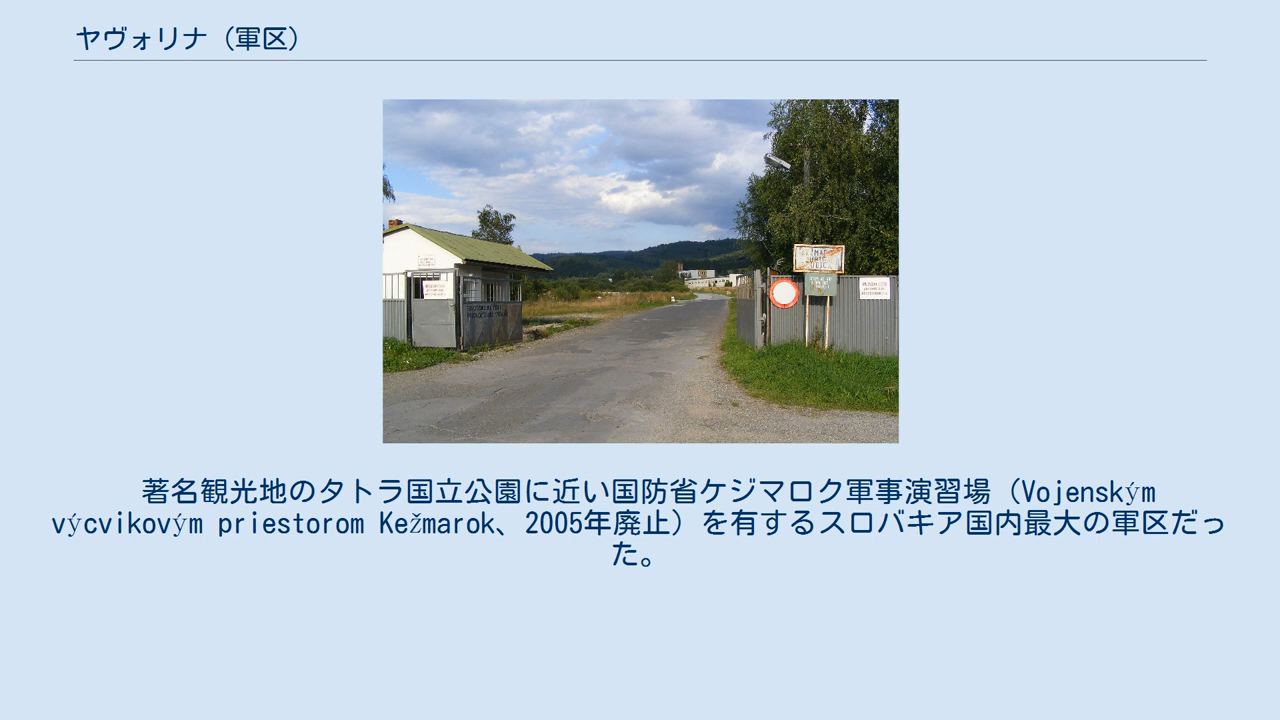 ヤヴォリナ（軍区）
著名観光地のタトラ国立公園に近い国防省ケジマロク軍事演習場（Vojenským
výcvikovým priestorom Kežmarok、2005年廃止）を有するスロバキア国内最大の軍区だっ
た。